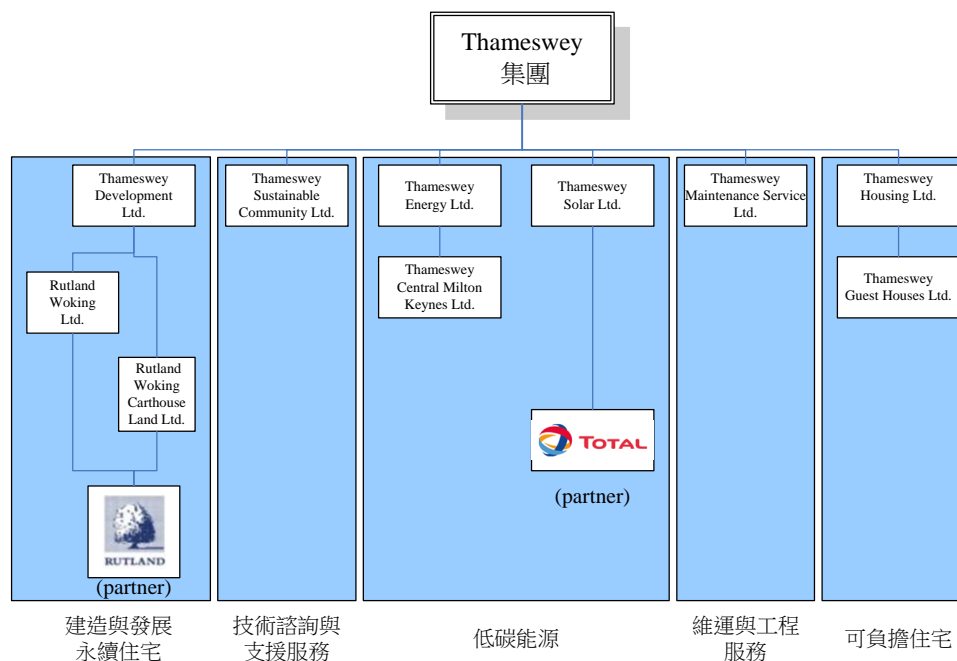 Thameswey
集團
Thameswey
Development
Ltd.
Thameswey
Sustainable
Community Ltd.
Thameswey
Energy Ltd.
Thameswey
Solar Ltd.
Thameswey
Maintenance Service
Ltd.
Thameswey
Housing Ltd.
Rutland
Woking
Ltd.
Thameswey
Central Milton
Keynes Ltd.
Thameswey
Guest Houses Ltd.
Rutland
Woking
Carthouse
Land Ltd.
TOTAL
(partner)
RUTLAND
(partner)
建造與發展
永續住宅
技術諮詢與
支援服務
低碳能源
維運與工程
服務
可負擔住宅